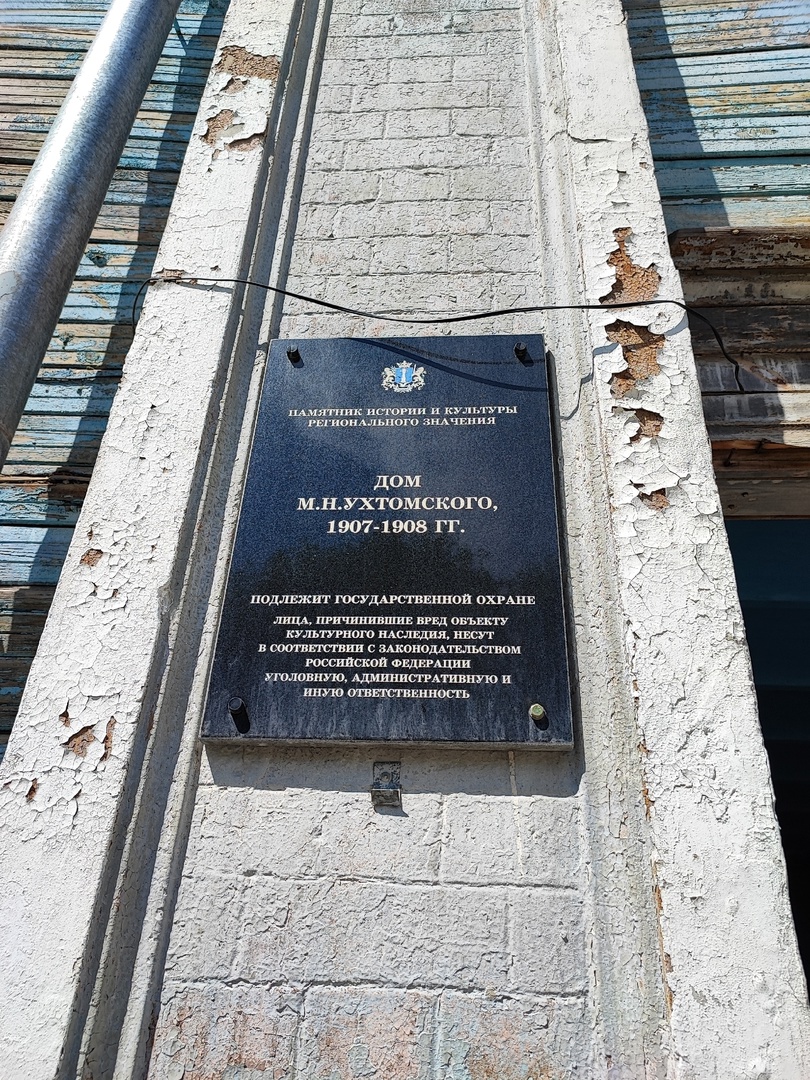 ПАМЯТНИК ИСТОРИИ И КУЛЬТУРЫ
РЕГИОНАЛЬНОГО ЗНАЧЕНИЯ
ДОМ
М.Н.УХТОМСКОГО,
1907-1908 ГГ.
ПОДЛЕЖИТ ГОСУДАРСТВЕННОЙ ОХРАНЕ
ЛИЦА, ПРИЧИНИВШИЕ ВРЕД ОБЪЕКТУ
КУЛЬТУРНОГО НАСЛЕДИЯ, НЕСУТ
В СООТВЕТСТВИИ С ЗАКОНОДАТЕЛЬСТВОМ
РОССИЙСКОЙ ФЕДЕРАЦИИ
УГОЛОВНУЮ, АДМИНИСТРАТИВНУЮ И
ИНУЮ ОТВЕТСТВЕННОСТЬ